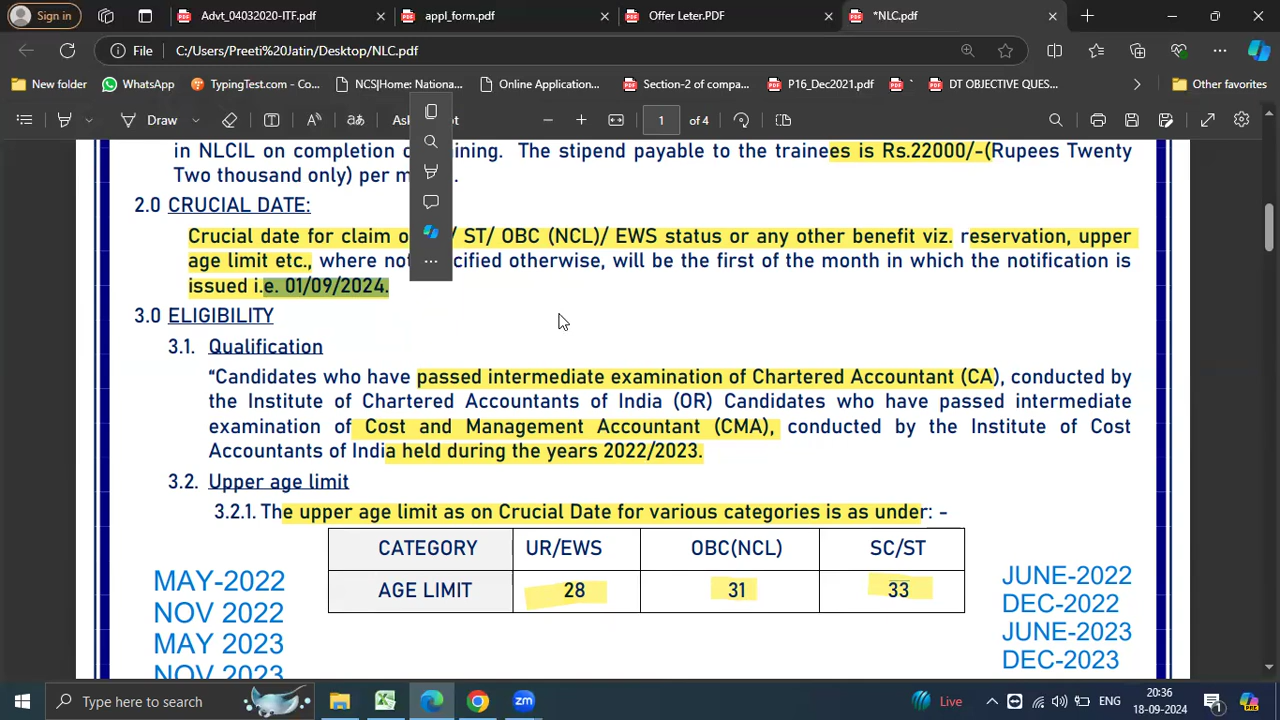 Sign in
Advt_04032020-ITF.pdf
appl_form.pdf
Offer Leter.PDF
*NLC.pdf
File
C:/Users/Preeti%20Jatin/Desktop/NLC.pdf
New folder
WhatsApp
TypingTest.com - Co...
NCS|Home: Nationa...
Online Application...
Section-2 of compa...
P16_Dec2021.pdf
DT OBJECTIVE QUES...
Other favorites
Draw
1 of 4
in NLCIL on completion The stipend payable to the trainees is Rs.22000/-(Rupees Twenty
Two thousand only) per
2.0 CRUCIAL DATE:
Crucial date for claim / ST/ OBC (NCL)/ EWS status or any other benefit viz. reservation, upper
age limit etc., where otherwise, will be the first of the month in which the notification is
issued i.e. 01/09/2024.
3.0 ELIGIBILITY
3.1. Qualification
“Candidates who have passed intermediate examination of Chartered Accountant (CA), conducted by
the Institute of Chartered Accountants of India (OR) Candidates who have passed intermediate
examination of Cost and Management Accountant (CMA), conducted by the Institute of Cost
Accountants of India held during the years 2022/2023.
3.2. Upper age limit
3.2.1. The upper age limit as on Crucial Date for various categories is as under: -
CATEGORY UR/EWS OBC(NCL) SC/ST
AGE LIMIT 28 31 33
MAY-2022
NOV 2022
MAY 2023
NOV 2023
JUNE-2022
DEC-2022
JUNE-2023
DEC-2023
Type here to search
Live
ENG
20:36
18-09-2024